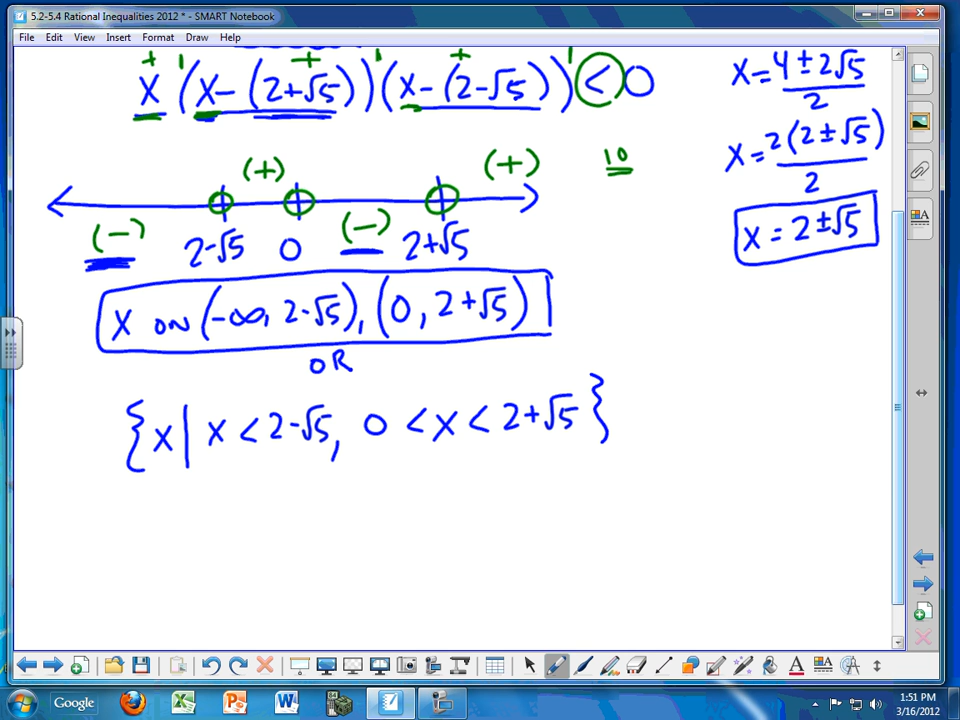 5.2-5.4 Rational Inequalities 2012 * - SMART Notebook
File Edit View Insert Format Draw Help
+ + +
x (x-(2+√5))(x-(2-√5)) < 0
x = 4±2√5 / 2
x = 2(2±√5) / 2
x = 2±√5
(+) (+) 10
(-) 2-√5 0 (-) 2+√5
x on (-∞, 2-√5), (0, 2+√5)
OR
{x| x < 2-√5, 0 < x < 2+√5}
Google
1:51 PM
3/16/2012